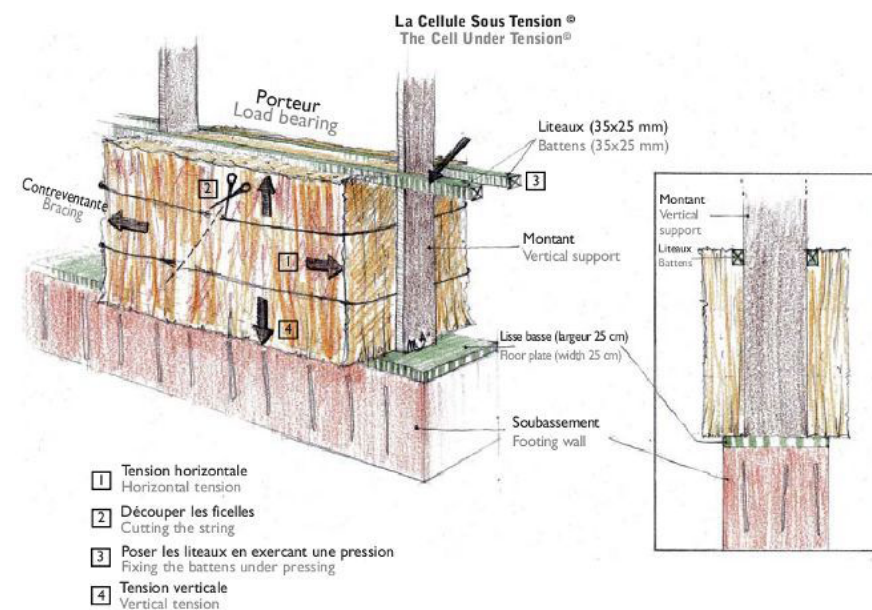 La Cellule Sous Tension ©
The Cell Under Tension©
Porteur
Load bearing
Liteaux (35x25 mm)
Battens (35x25 mm)
3
2
Contreventante
Bracing
1
Montant
Vertical support
4
Lisse basse (largeur 25 cm)
Floor plate (width 25 cm)
Soubassement
Footing wall
Montant
Vertical
support
Liteaux
Battens
1 Tension horizontale
Horizontal tension
2 Découper les ficelles
Cutting the string
3 Poser les liteaux en exercant une pression
Fixing the battens under pressing
4 Tension verticale
Vertical tension